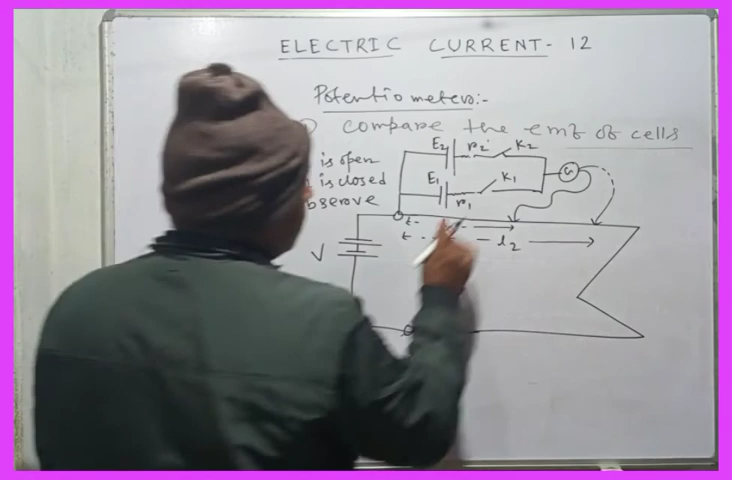 ELECTRIC CURRENT - 12
Potentiometers:-
compare the emf of cells
is open
is closed
observe
E2 r2 K2
E1 r1 K1
G
l2
V